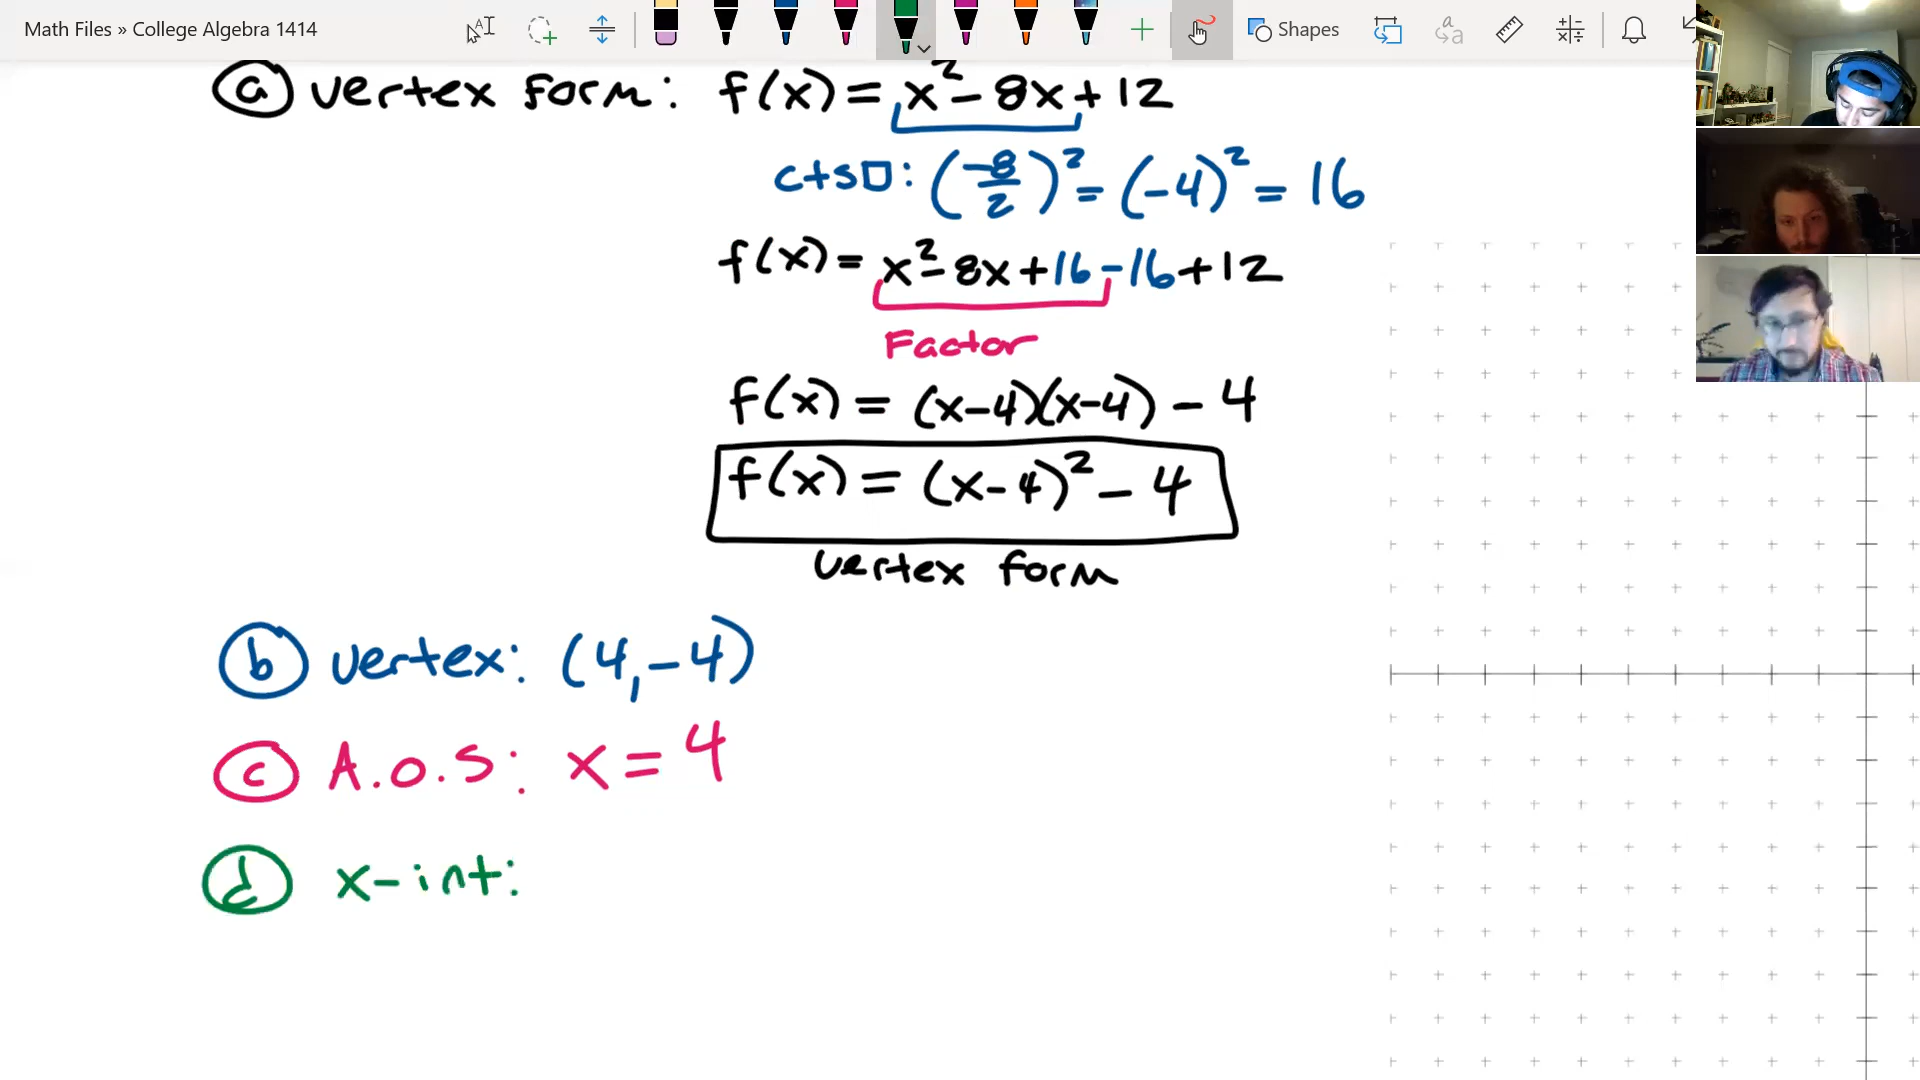 Math Files » College Algebra 1414
Shapes
ⓐ vertex form: f(x) = x² - 8x + 12
cts□: (-8/2)² = (-4)² = 16
f(x) = x² - 8x + 16 - 16 + 12
Factor
f(x) = (x-4)(x-4) - 4
f(x) = (x-4)² - 4
vertex form
ⓑ vertex: (4, -4)
ⓒ A.o.S: x = 4
ⓓ x-int: